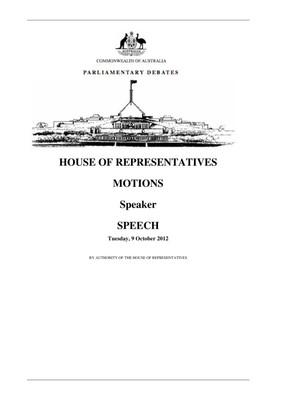 COMMONWEALTH OF AUSTRALIA
PARLIAMENTARY DEBATES
HOUSE OF REPRESENTATIVES
MOTIONS
Speaker
SPEECH
Tuesday, 9 October 2012
BY AUTHORITY OF THE HOUSE OF REPRESENTATIVES